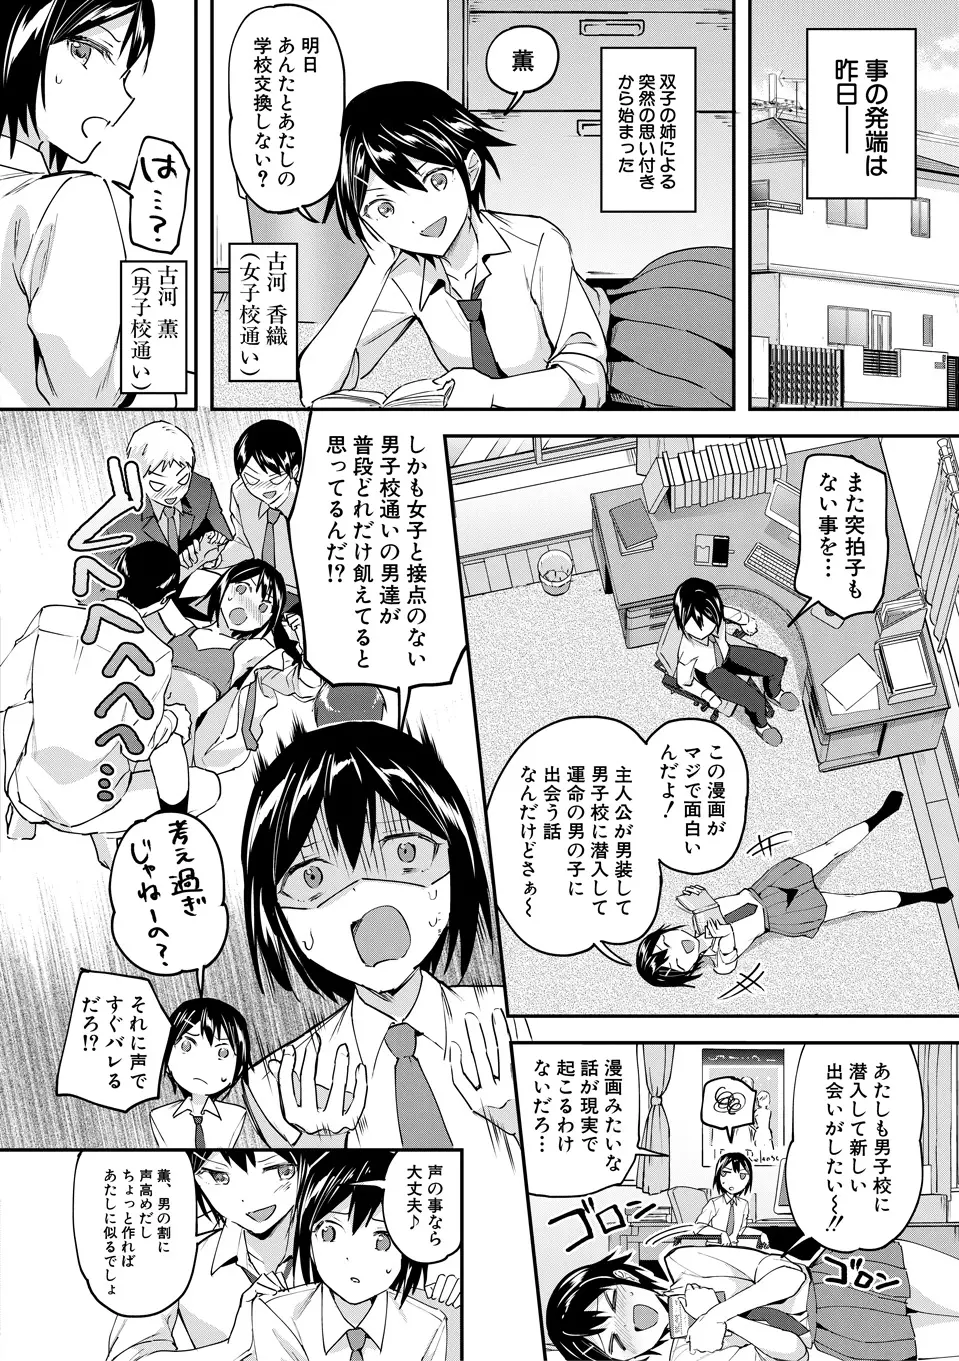 事の発端は
昨日――
双子の姉による
突然の思い付き
から始まった
薫
明日
あんたとあたしの
学校交換しない?
古河 香織
(女子校通い)
は…?
古河 薫
(男子校通い)
また突拍子も
ない事を…
この漫画が
マジで面白い
んだよ!
主人公が男装して
男子校に潜入して
運命の男の子に
出会う話
なんだけどさぁ～
しかも女子と接点のない
男子校通いの男達が
普段どれだけ飢えてると
思ってるんだ!?
ぐへへへへ…
考え過ぎ
じゃねーの?
それに声で
すぐバレる
だろ!?
あたしも男子校に
潜入して新しい
出会いがしたい～!!
漫画みたいな
話が現実で
起こるわけ
ないだろ…
ゴロン
ゴロン
声の事なら
大丈夫♪
薫、男の割に
声高めだし
ちょっと作れば
あたしに似るでしょ